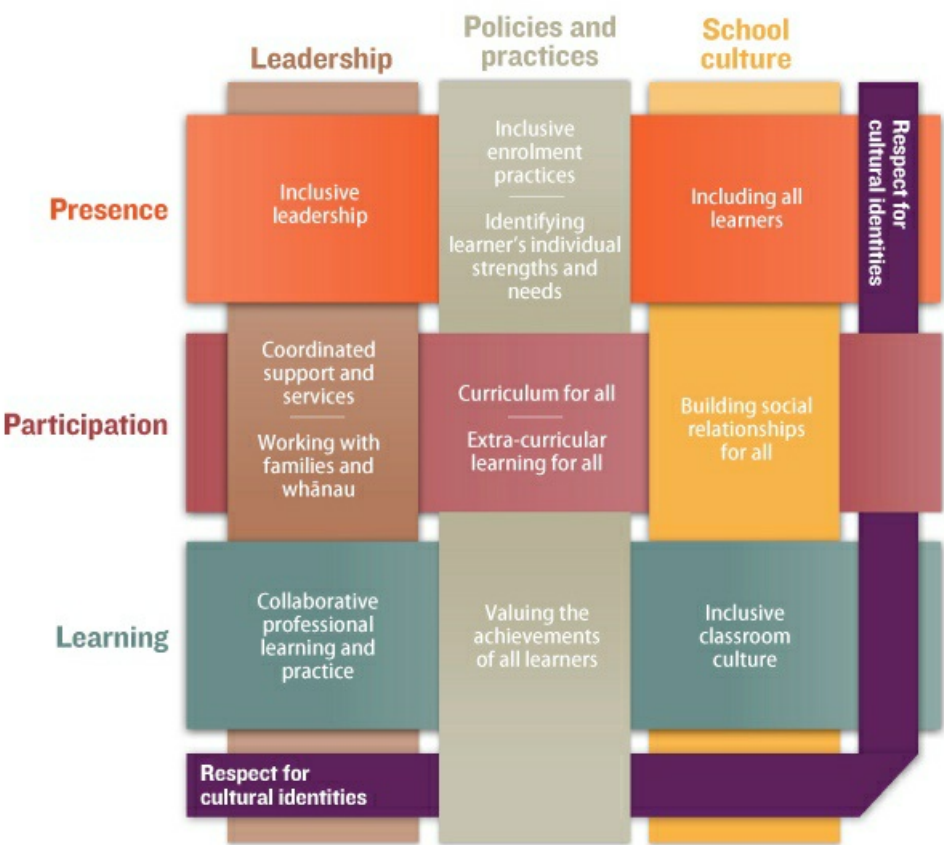 Leadership
Policies and
practices
School
culture
Presence
Inclusive
leadership
Inclusive
enrolment
practices
Identifying
learner's individual
strengths and
needs
Including all
learners
Respect for
cultural identities
Participation
Coordinated
support and
services
Working with
families and
whānau
Curriculum for all
Extra-curricular
learning for all
Building social
relationships
for all
Learning
Collaborative
professional
learning and
practice
Valuing the
achievements
of all learners
Inclusive
classroom
culture
Respect for
cultural identities